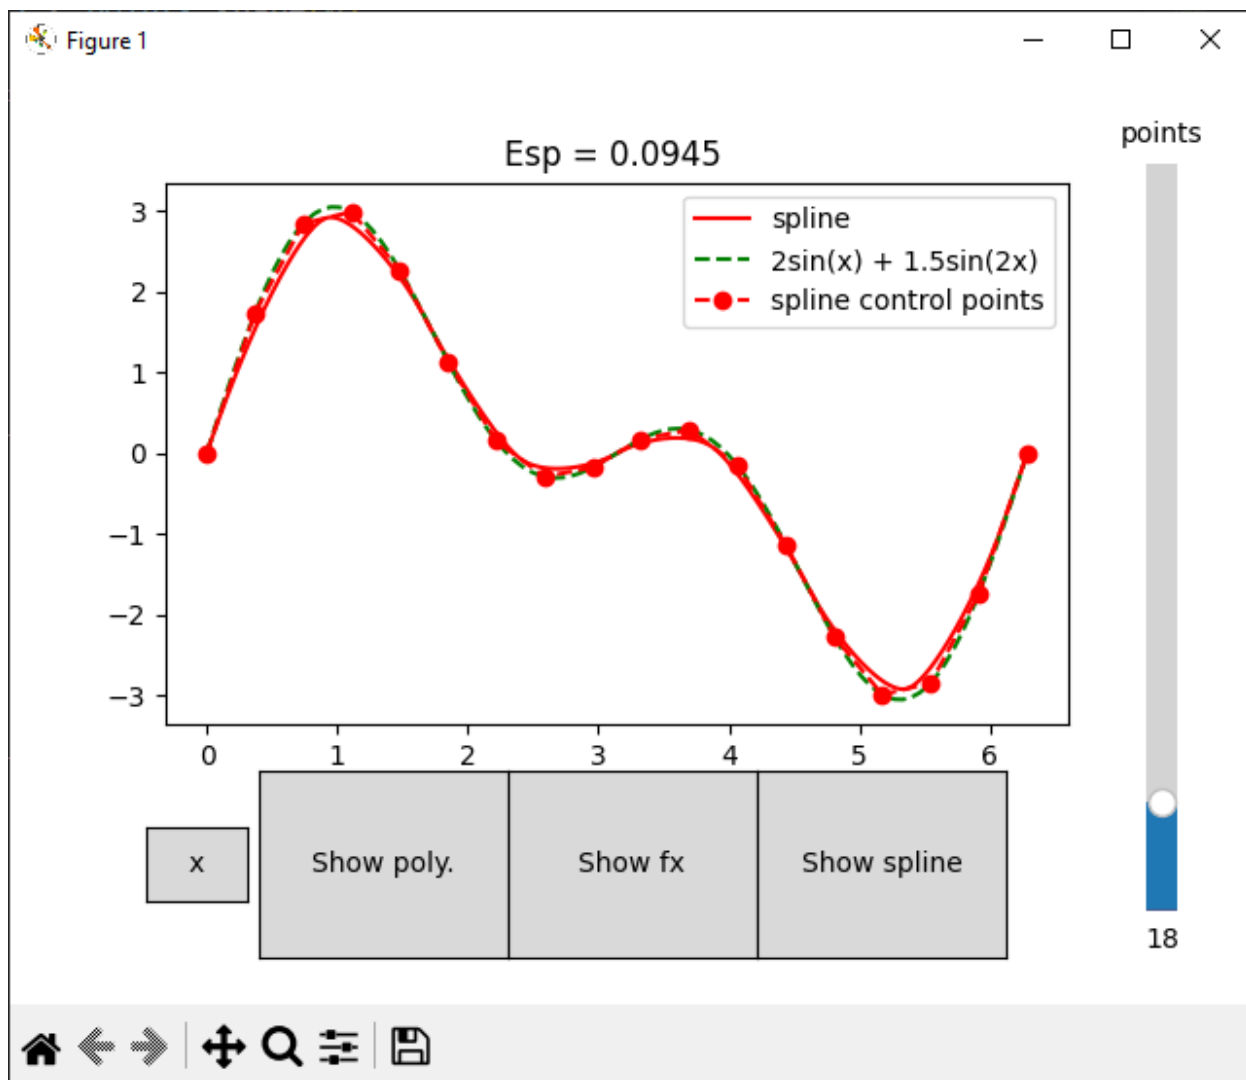 Figure 1
points
Esp = 0.0945
spline
2sin(x) + 1.5sin(2x)
spline control points
3
2
1
0
−1
−2
−3
0 1 2 3 4 5 6
x
Show poly.
Show fx
Show spline
18